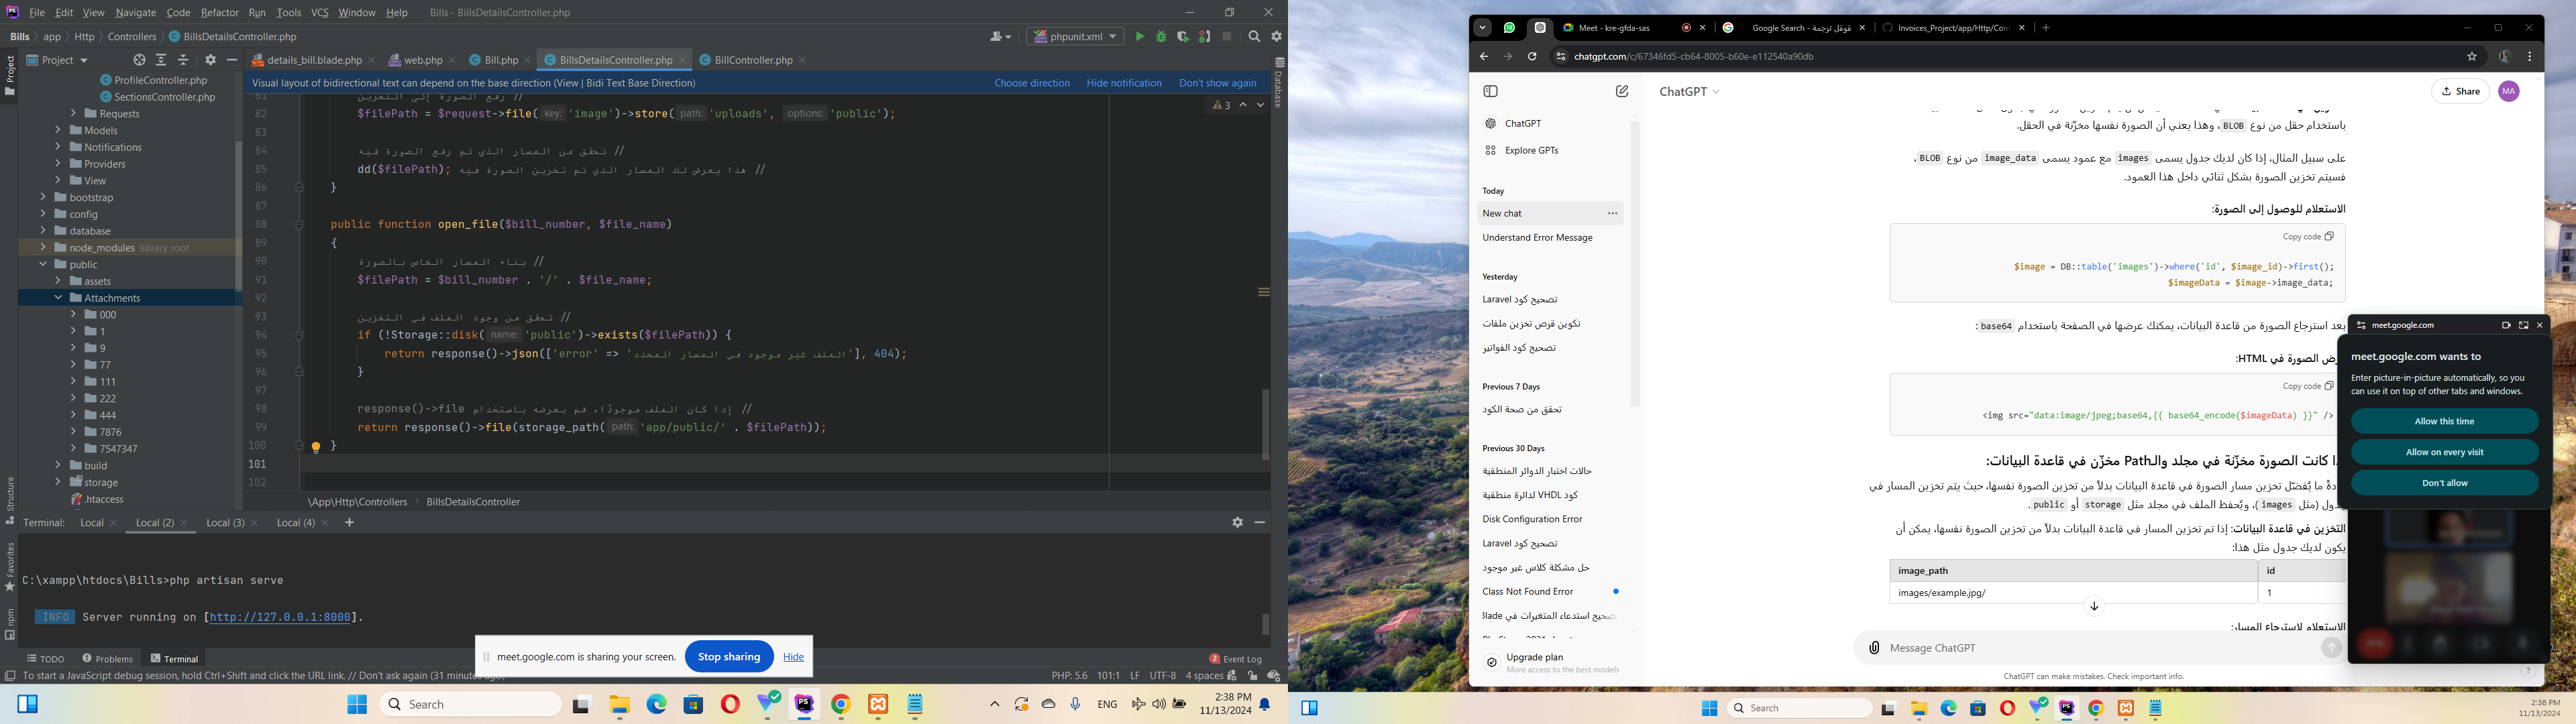 File Edit View Navigate Code Refactor Run Tools VCS Window Help Bills - BillsDetailsController.php
Bills app Http Controllers BillsDetailsController.php
phpunit.xml
Project
details_bill.blade.php web.php Bill.php BillsDetailsController.php BillController.php
Visual layout of bidirectional text can depend on the base direction (View | Bidi Text Base Direction) Choose direction Hide notification Don't show again
ProfileController.php
SectionsController.php
Requests
Models
Notifications
Providers
View
bootstrap
config
database
node_modules library root
public
assets
Attachments
000
1
9
77
111
222
444
7876
7547347
build
storage
.htaccess
81 // رفع الصورة إلى التخزين
82 $filePath = $request->file( key: 'image')->store( path: 'uploads', options: 'public');
83
84 // تحقق من المسار الذي تم رفع الصورة فيه
85 dd($filePath); // هذا يعرض لك المسار الذي تم تخزين الصورة فيه
86 }
87
88 public function open_file($bill_number, $file_name)
89 {
90 // بناء المسار الخاص بالصورة
91 $filePath = $bill_number . '/' . $file_name;
92
93 // تحقق من وجود الملف في التخزين
94 if (!Storage::disk( name: 'public')->exists($filePath)) {
95 return response()->json(['error' => 'الملف غير موجود في المسار المحدد'], 404);
96 }
97
98 // إذا كان الملف موجودًا، قم بعرضه باستخدام response()->file
99 return response()->file(storage_path( path: 'app/public/' . $filePath));
100 }
101
102
3
\App\Http\Controllers BillsDetailsController
Project
Structure
Favorites
npm
Database
Terminal: Local Local (2) Local (3) Local (4)
C:\xampp\htdocs\Bills>php artisan serve
INFO Server running on [http://127.0.0.1:8000].
meet.google.com is sharing your screen. Stop sharing Hide
TODO Problems Terminal
2 Event Log
To start a JavaScript debug session, hold Ctrl+Shift and click the URL link. // Don't ask again (31 minutes ago)
PHP: 5.6 101:1 LF UTF-8 4 spaces
Search
ENG
2:38 PM
11/13/2024
Meet - kre-gfda-sas
قوقل ترجمة - Google Search
Invoices_Project/app/Http/Con
chatgpt.com/c/67346fd5-cb64-8005-b60e-e112540a90db
ChatGPT
Explore GPTs
Today
New chat
Understand Error Message
Yesterday
تصحيح كود Laravel
تكوين قرص تخزين ملفات
تصحيح كود الفواتير
Previous 7 Days
تحقق من صحة الكود
Previous 30 Days
حالات اختبار الدوائر المنطقية
كود VHDL لدائرة منطقية
Disk Configuration Error
تصحيح كود Laravel
حل مشكلة كلاس غير موجود
Class Not Found Error
تصحيح استدعاء المتغيرات في Blade
Upgrade plan
More access to the best models
ChatGPT
Share
MA
باستخدام حقل من نوع BLOB، وهذا يعني أن الصورة نفسها مخزّنة في الحقل.
على سبيل المثال، إذا كان لديك جدول يسمى images مع عمود يسمى image_data من نوع BLOB،
فسيتم تخزين الصورة بشكل ثنائي داخل هذا العمود.
الاستعلام للوصول إلى الصورة:
Copy code
$image = DB::table('images')->where('id', $image_id)->first();
$imageData = $image->image_data;
بعد استرجاع الصورة من قاعدة البيانات، يمكنك عرضها في الصفحة باستخدام base64:
عرض الصورة في HTML:
Copy code
<img src="data:image/jpeg;base64,{{ base64_encode($imageData) }}" />
إذا كانت الصورة مخزّنة في مجلد والـPath مخزّن في قاعدة البيانات:
عادةً ما يُفضّل تخزين مسار الصورة في قاعدة البيانات بدلاً من تخزين الصورة نفسها، حيث يتم تخزين المسار في
جدول (مثل images)، ويُحفظ الملف في مجلد مثل storage أو public.
التخزين في قاعدة البيانات: إذا تم تخزين المسار في قاعدة البيانات بدلاً من تخزين الصورة نفسها، يمكن أن
يكون لديك جدول مثل هذا:
image_path id
images/example.jpg/ 1
الاستعلام لاسترجاع المسار:
Message ChatGPT
ChatGPT can make mistakes. Check important info.
?
meet.google.com
meet.google.com wants to
Enter picture-in-picture automatically, so you
can use it on top of other tabs and windows.
Allow this time
Allow on every visit
Don't allow
Search
2:38 PM
11/13/2024